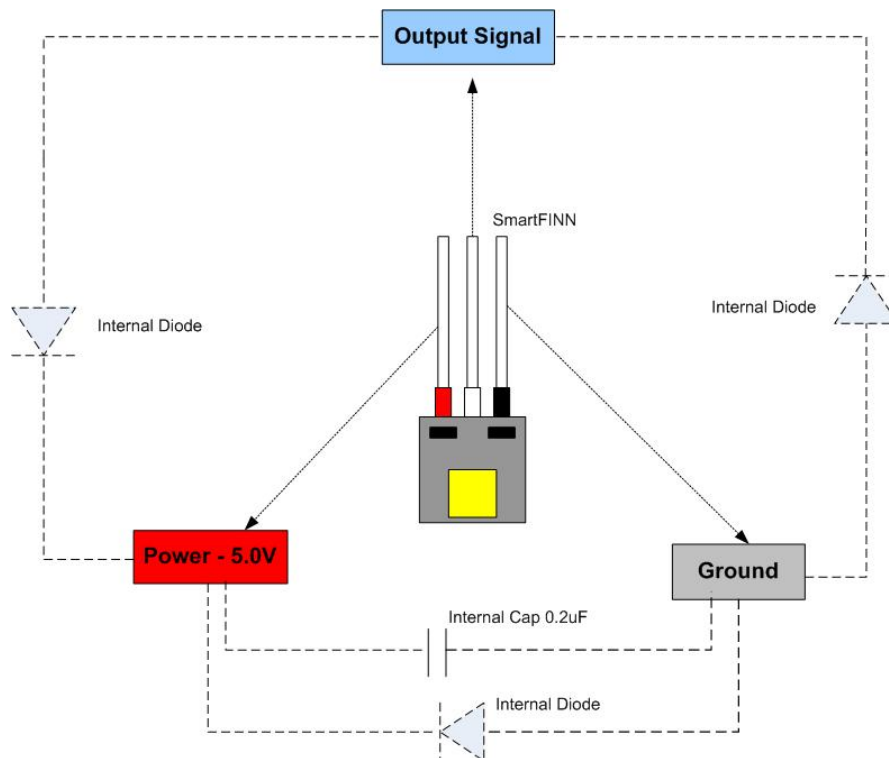 Output Signal
SmartFINN
Internal Diode
Internal Diode
Power - 5.0V
Ground
Internal Cap 0.2uF
Internal Diode